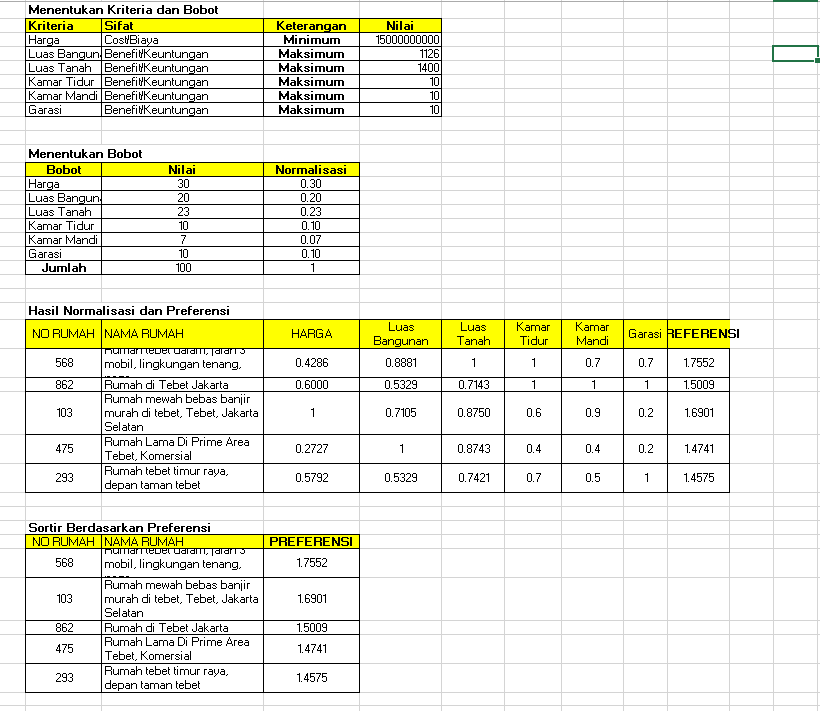 Menentukan Kriteria dan Bobot
Kriteria Sifat Keterangan Nilai
Harga Cost/Biaya Minimum 15000000000
Luas Bangun Benefit/Keuntungan Maksimum 1126
Luas Tanah Benefit/Keuntungan Maksimum 1400
Kamar Tidur Benefit/Keuntungan Maksimum 10
Kamar Mandi Benefit/Keuntungan Maksimum 10
Garasi Benefit/Keuntungan Maksimum 10
Menentukan Bobot
Bobot Nilai Normalisasi
Harga 30 0.30
Luas Bangun 20 0.20
Luas Tanah 23 0.23
Kamar Tidur 10 0.10
Kamar Mandi 7 0.07
Garasi 10 0.10
Jumlah 100 1
Hasil Normalisasi dan Preferensi
NO RUMAH NAMA RUMAH HARGA Luas Bangunan Luas Tanah Kamar Tidur Kamar Mandi Garasi REFERENSI
568 Rumah tebet dalam, jalan 3
mobil, lingkungan tenang, 0.4286 0.8881 1 1 0.7 0.7 1.7552
862 Rumah di Tebet Jakarta 0.6000 0.5329 0.7143 1 1 1 1.5009
103 Rumah mewah bebas banjir
murah di tebet, Tebet, Jakarta
Selatan 1 0.7105 0.8750 0.6 0.9 0.2 1.6901
475 Rumah Lama Di Prime Area
Tebet, Komersial 0.2727 1 0.8743 0.4 0.4 0.2 1.4741
293 Rumah tebet timur raya,
depan taman tebet 0.5792 0.5329 0.7421 0.7 0.5 1 1.4575
Sortir Berdasarkan Preferensi
NO RUMAH NAMA RUMAH PREFERENSI
568 Rumah tebet dalam, jalan 3
mobil, lingkungan tenang, 1.7552
103 Rumah mewah bebas banjir
murah di tebet, Tebet, Jakarta
Selatan 1.6901
862 Rumah di Tebet Jakarta 1.5009
475 Rumah Lama Di Prime Area
Tebet, Komersial 1.4741
293 Rumah tebet timur raya,
depan taman tebet 1.4575